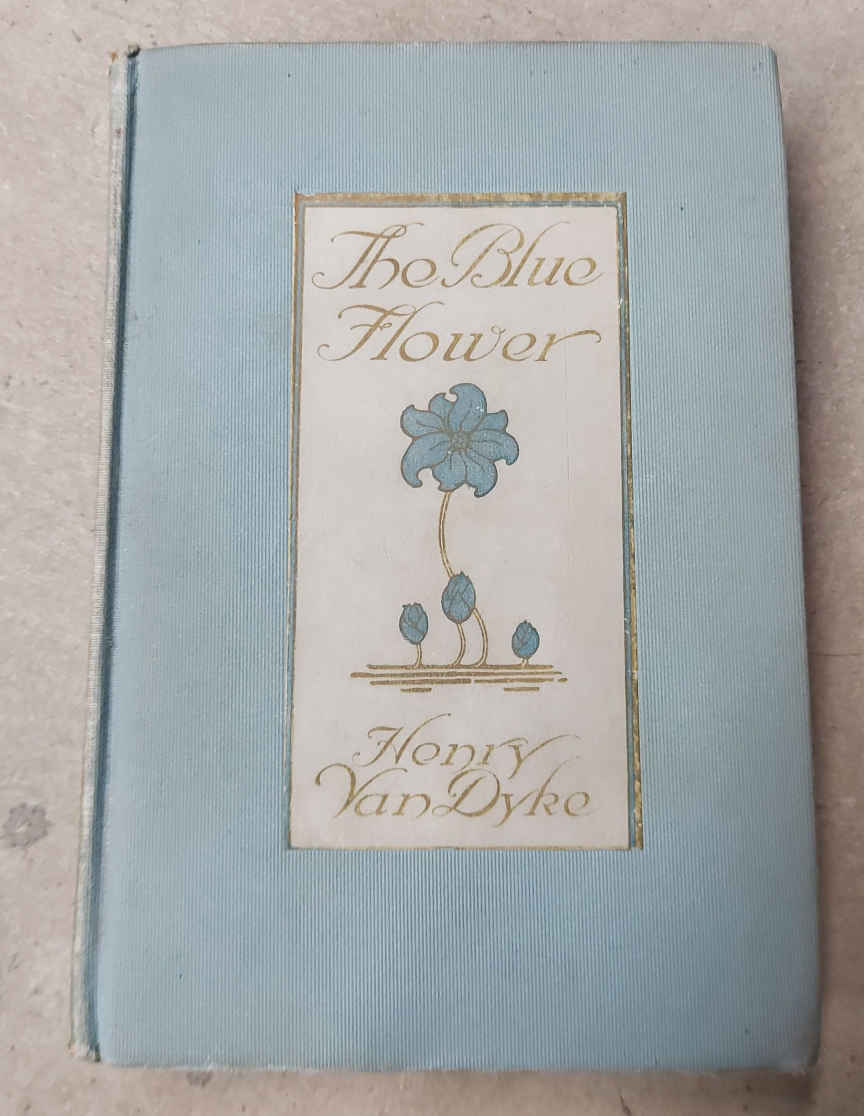 The Blue
Flower
Henry
Van Dyke